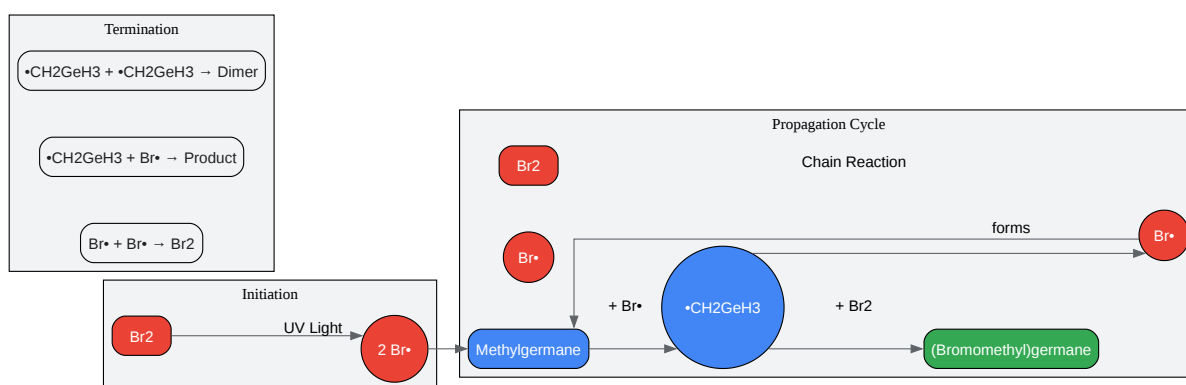 Termination
•CH2GeH3 + •CH2GeH3 → Dimer
•CH2GeH3 + Br• → Product
Br• + Br• → Br2
Initiation
Br2
UV Light
2 Br•
Propagation Cycle
Chain Reaction
Br2
Br•
forms
Br•
+ Br•
•CH2GeH3
+ Br2
Methylgermane
(Bromomethyl)germane